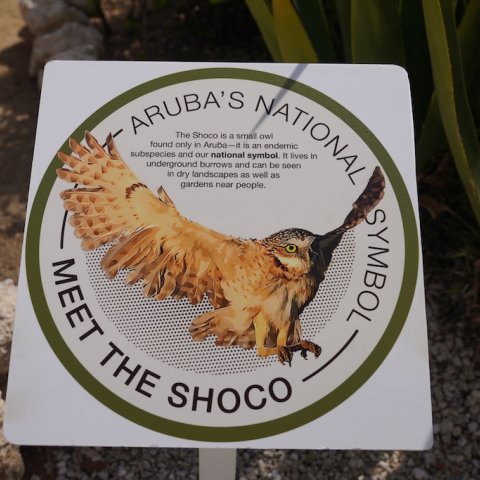 ARUBA'S NATIONAL SYMBOL
The Shoco is a small owl
found only in Aruba—it is an endemic
subspecies and our national symbol. It lives in
underground burrows and can be seen
in dry landscapes as well as
gardens near people.
MEET THE SHOCO